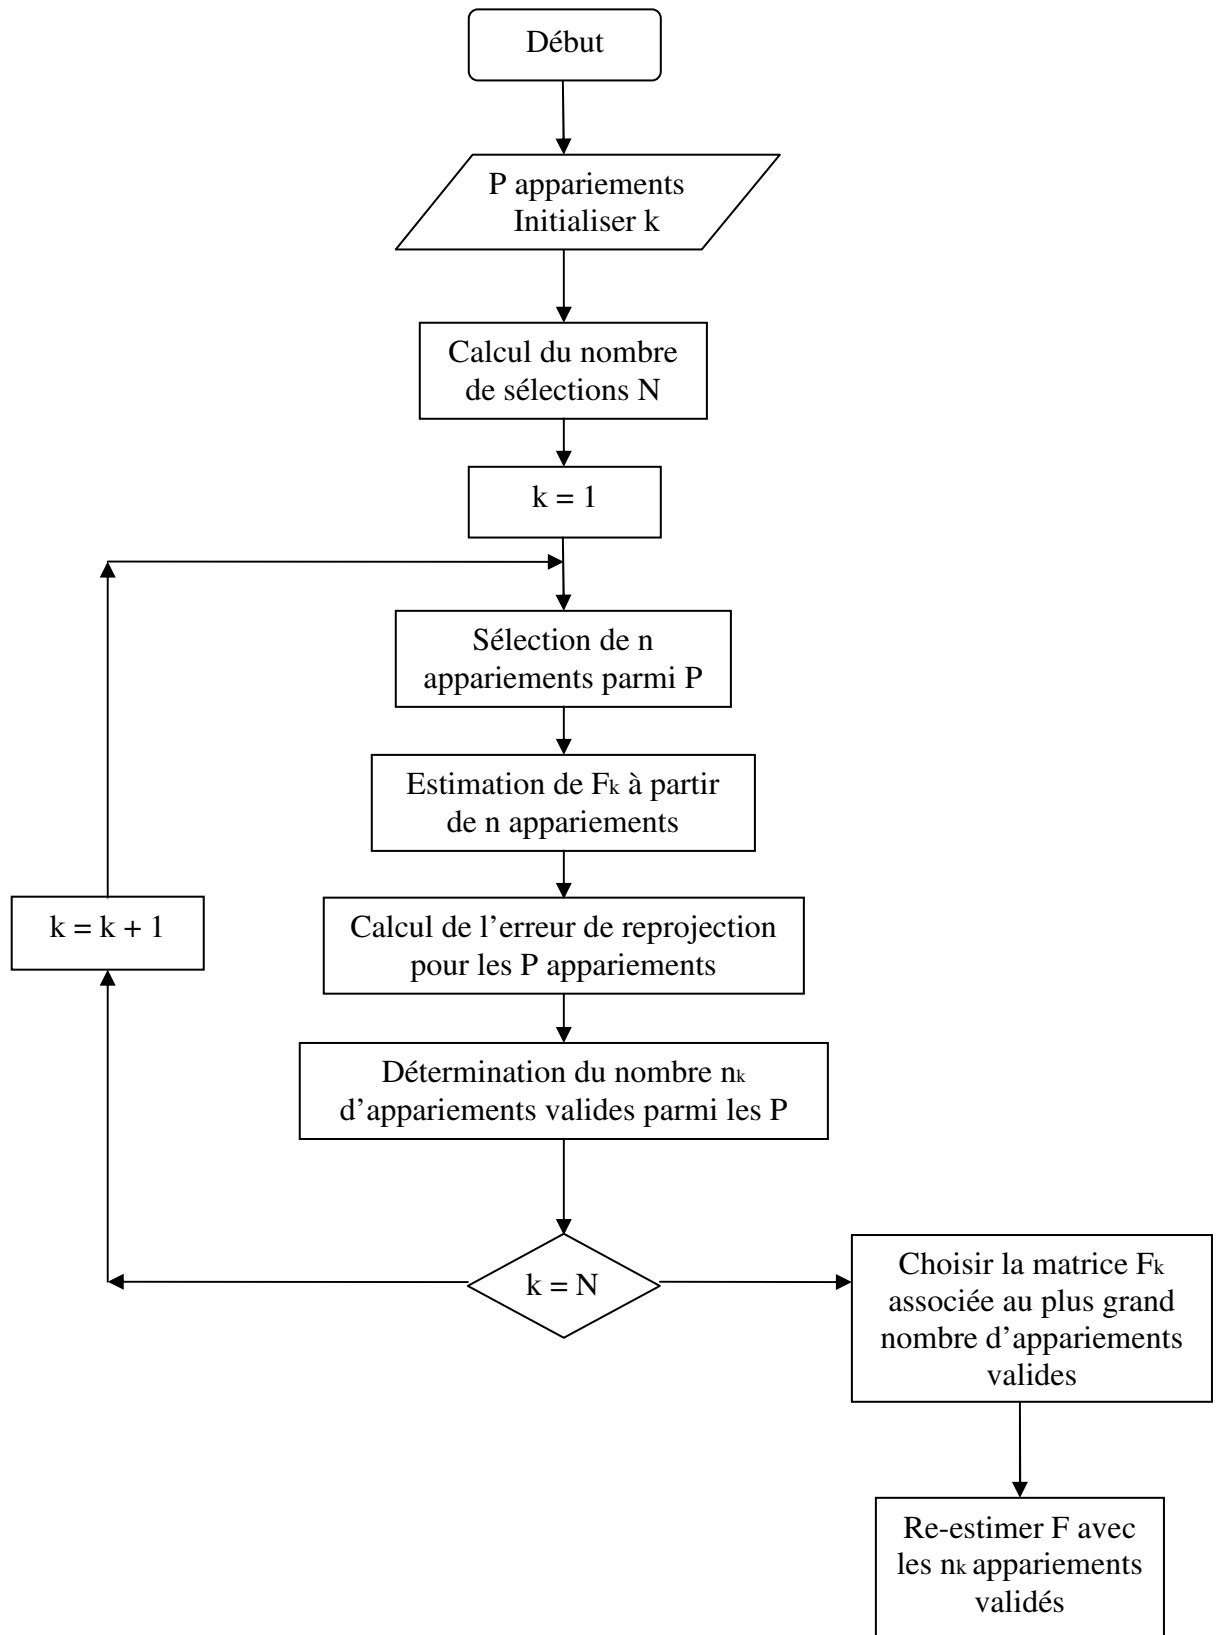 Début
P appariements
Initialiser k
Calcul du nombre
de sélections N
k = 1
Sélection de n
appariements parmi P
Estimation de Fk à partir
de n appariements
k = k + 1
Calcul de l’erreur de reprojection
pour les P appariements
Détermination du nombre nk
d’appariements valides parmi les P
k = N
Choisir la matrice Fk
associée au plus grand
nombre d’appariements
valides
Re-estimer F avec
les nk appariements
validés